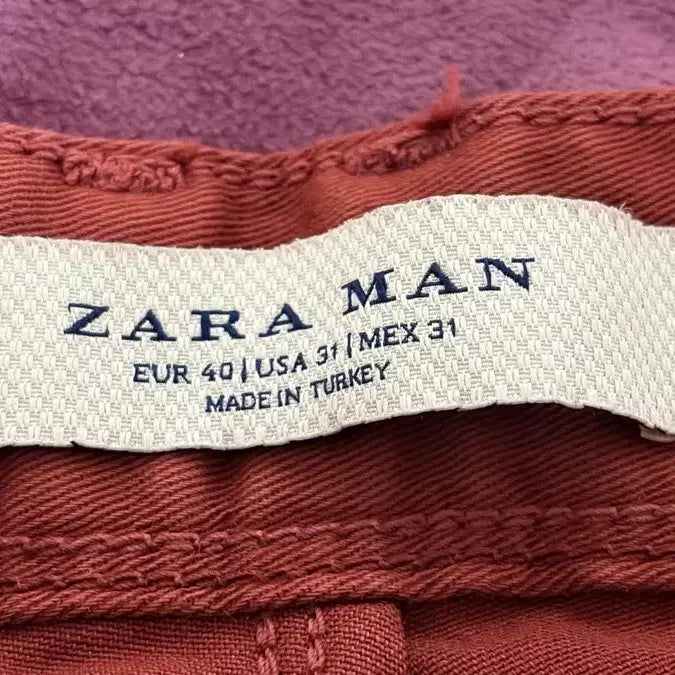 ZARA MAN
EUR 40 | USA 31 | MEX 31
MADE IN TURKEY